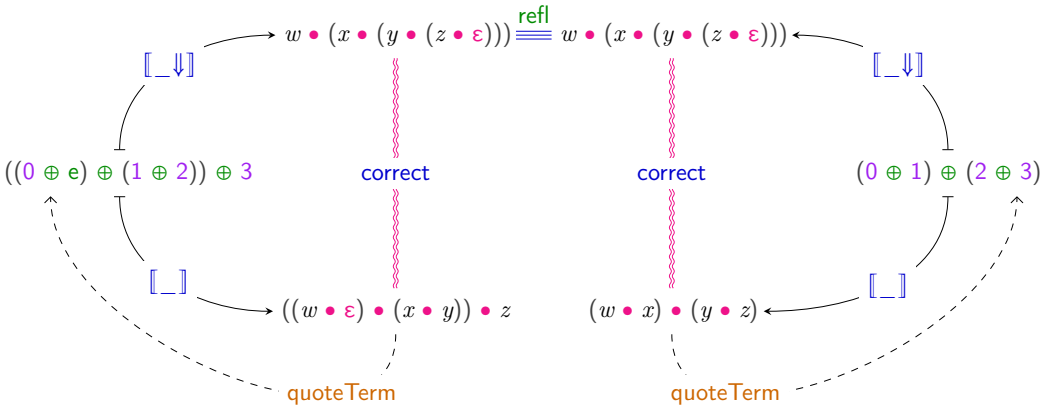 refl
w • (x • (y • (z • ε))) ≡ w • (x • (y • (z • ε)))
⟦_⇓⟧ ⟦_⇓⟧
((0 ⊕ e) ⊕ (1 ⊕ 2)) ⊕ 3 correct correct (0 ⊕ 1) ⊕ (2 ⊕ 3)
⟦_⟧ ⟦_⟧
((w • ε) • (x • y)) • z (w • x) • (y • z)
quoteTerm quoteTerm